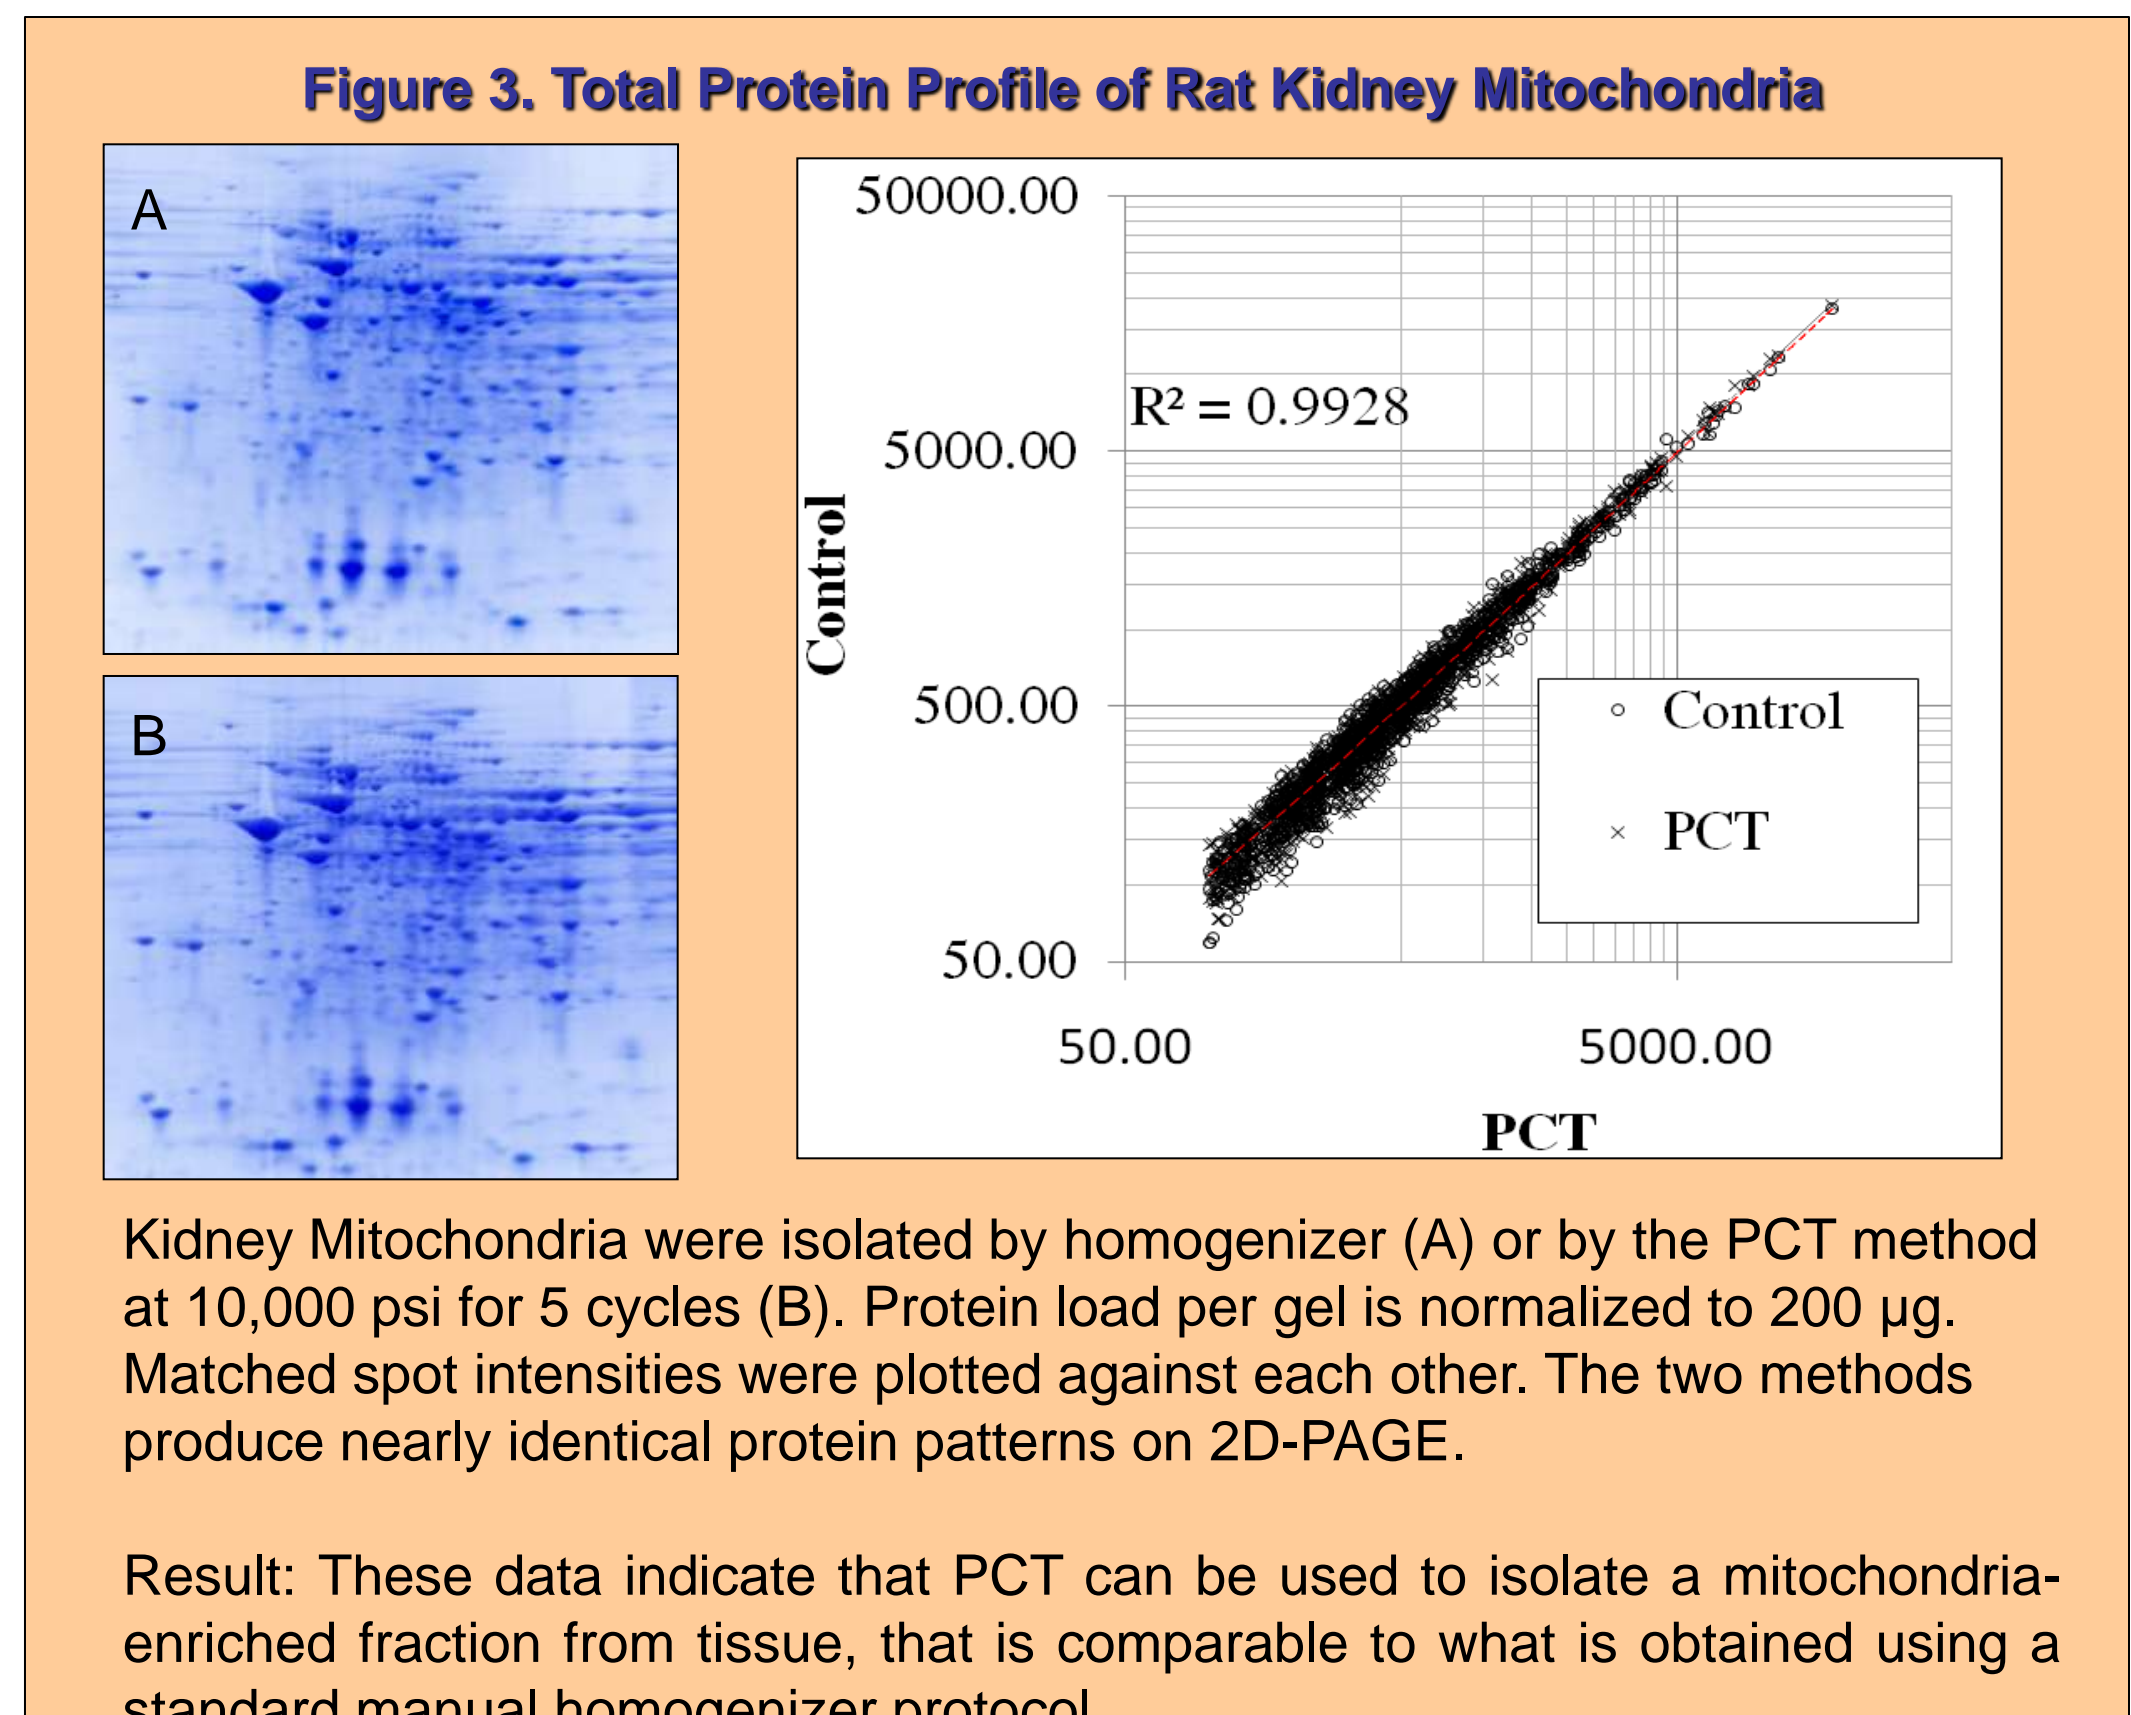 Figure 3. Total Protein Profile of Rat Kidney Mitochondria
A
B
50000.00
5000.00
500.00
50.00
Control
R² = 0.9928
Control
PCT
50.00 5000.00
PCT
Kidney Mitochondria were isolated by homogenizer (A) or by the PCT method
at 10,000 psi for 5 cycles (B). Protein load per gel is normalized to 200 µg.
Matched spot intensities were plotted against each other. The two methods
produce nearly identical protein patterns on 2D-PAGE.
Result: These data indicate that PCT can be used to isolate a mitochondria-
enriched fraction from tissue, that is comparable to what is obtained using a
standard manual homogenizer protocol